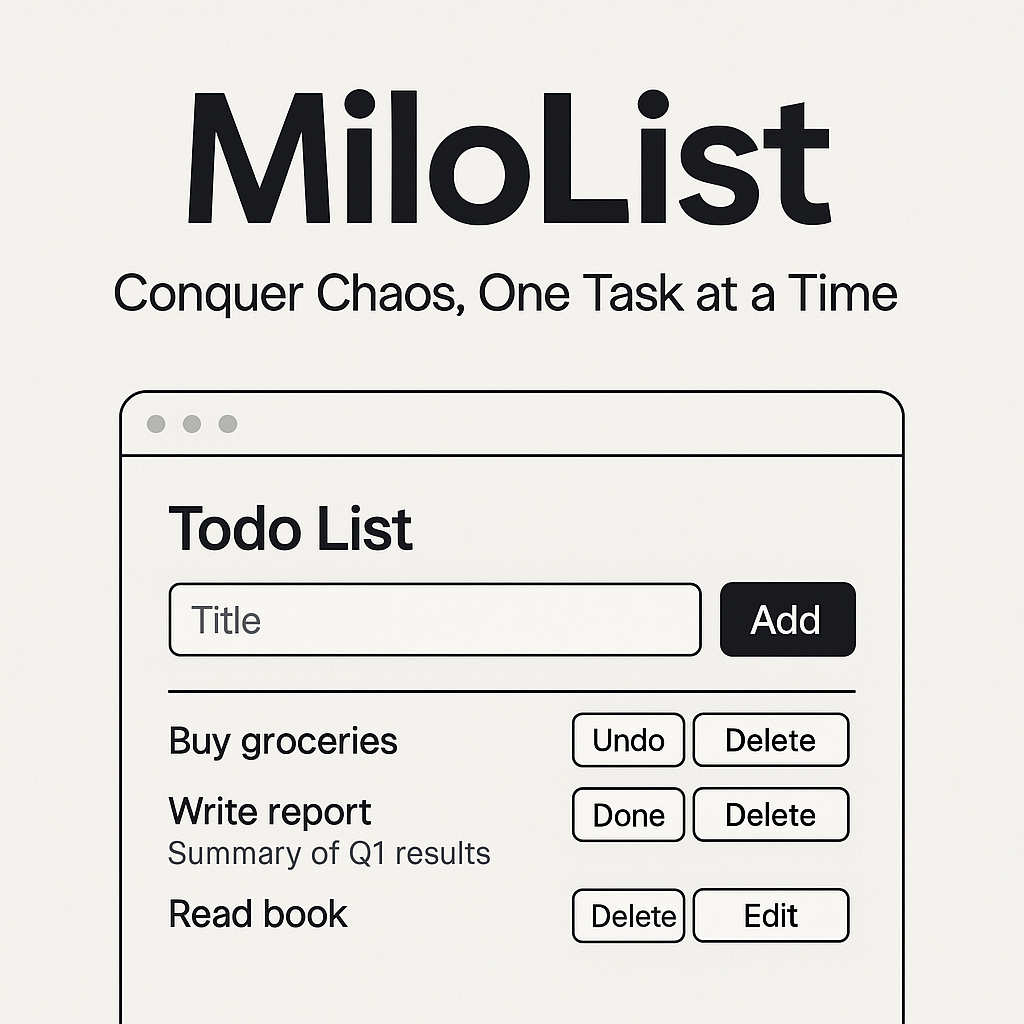 MiloList
Conquer Chaos, One Task at a Time
Todo List
Title Add
Buy groceries Undo Delete
Write report Done Delete
Summary of Q1 results
Read book Delete Edit